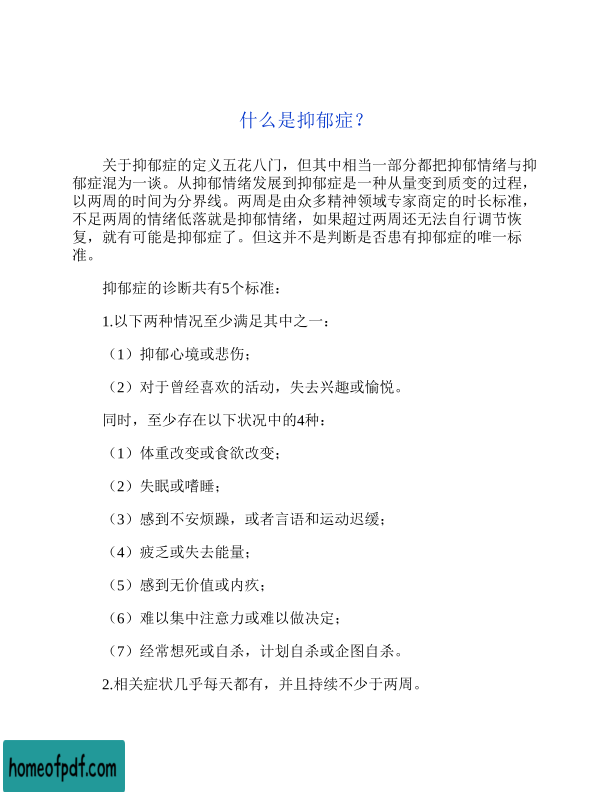 什么是抑郁症？
关于抑郁症的定义五花八门，但其中相当一部分都把抑郁情绪与抑
郁症混为一谈。从抑郁情绪发展到抑郁症是一种从量变到质变的过程，
以两周的时间为分界线。两周是由众多精神领域专家商定的时长标准，
不足两周的情绪低落就是抑郁情绪，如果超过两周还无法自行调节恢
复，就有可能是抑郁症了。但这并不是判断是否患有抑郁症的唯一标
准。
抑郁症的诊断共有5个标准：
1.以下两种情况至少满足其中之一：
（1）抑郁心境或悲伤；
（2）对于曾经喜欢的活动，失去兴趣或愉悦。
同时，至少存在以下状况中的4种：
（1）体重改变或食欲改变；
（2）失眠或嗜睡；
（3）感到不安烦躁，或者言语和运动迟缓；
（4）疲乏或失去能量；
（5）感到无价值或内疚；
（6）难以集中注意力或难以做决定；
（7）经常想死或自杀，计划自杀或企图自杀。
2.相关症状几乎每天都有，并且持续不少于两周。
homeofpdf.com